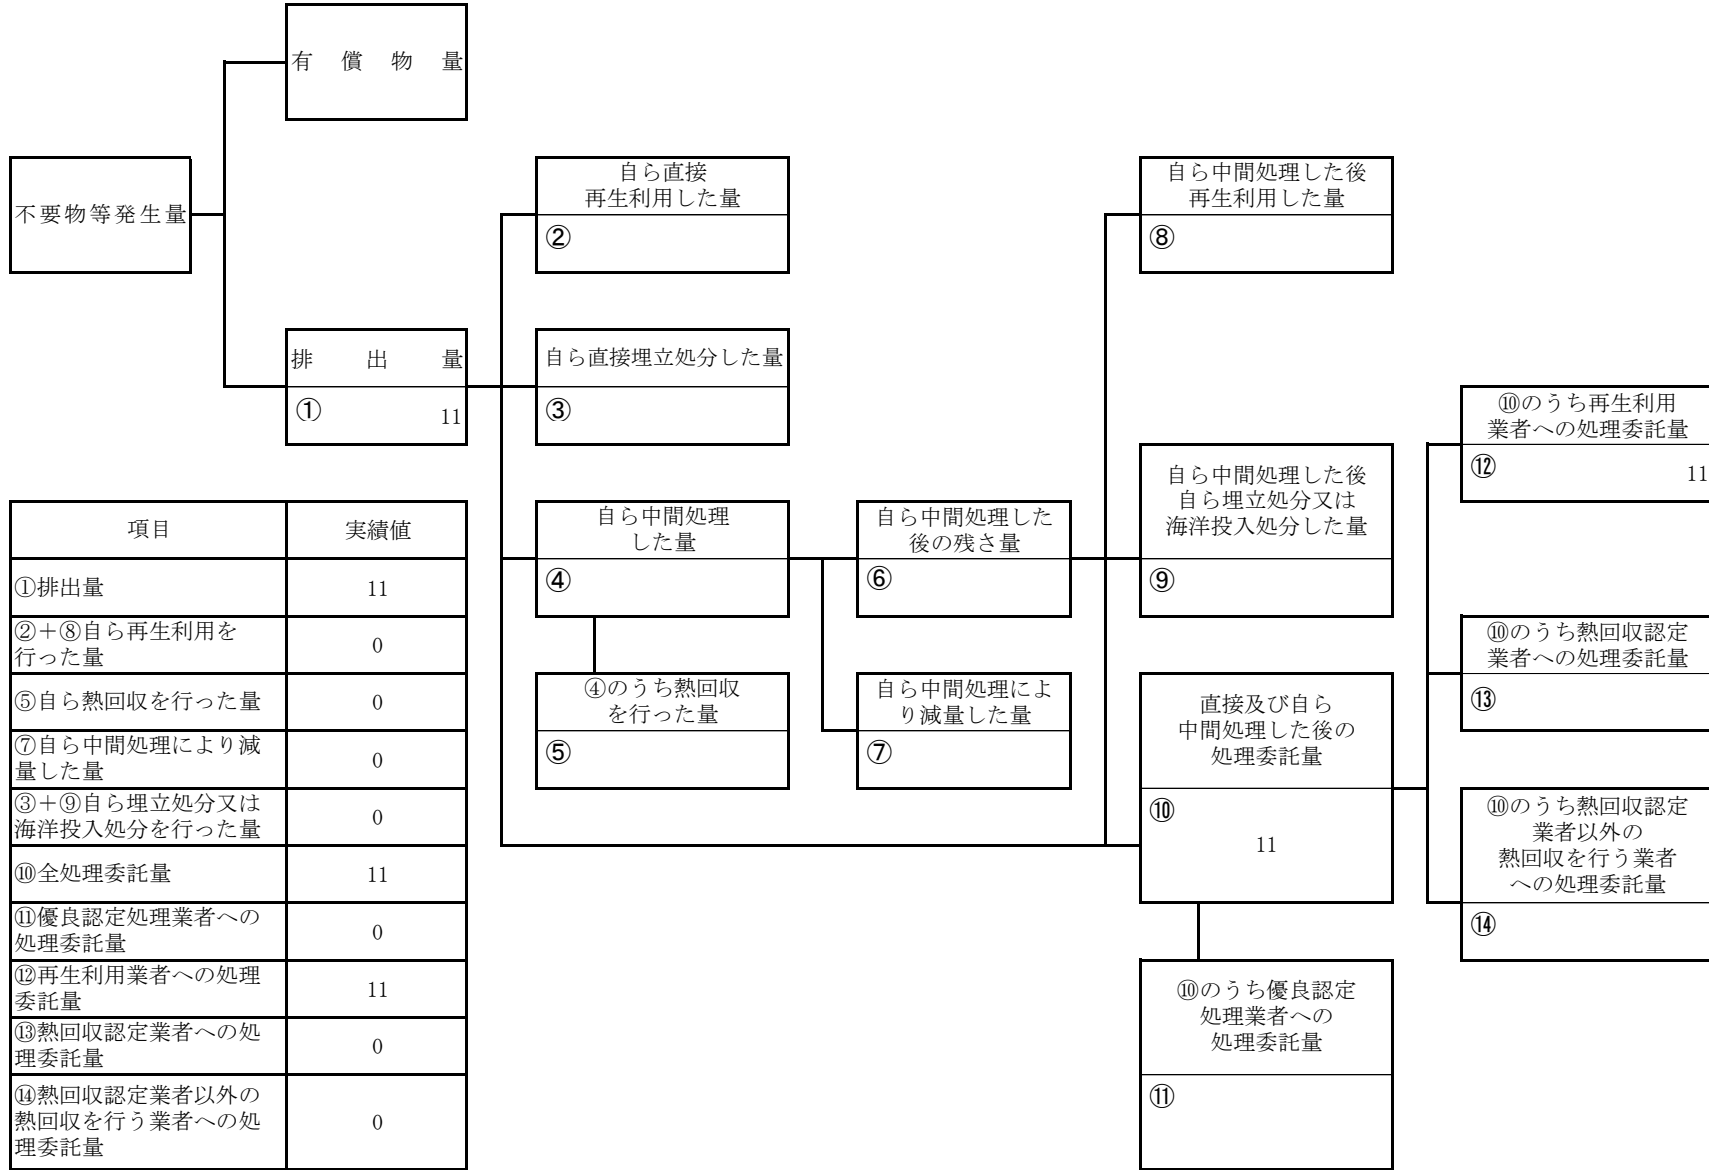 有償物量
不要物等発生量
排出量
① 11
自ら直接
再生利用した量
②
自ら直接埋立処分した量
③
自ら中間処理
した量
④
④のうち熱回収
を行った量
⑤
自ら中間処理した
後の残さ量
⑥
自ら中間処理によ
り減量した量
⑦
自ら中間処理した後
再生利用した量
⑧
自ら中間処理した後
自ら埋立処分又は
海洋投入処分した量
⑨
直接及び自ら
中間処理した後の
処理委託量
⑩
11
⑩のうち優良認定
処理業者への
処理委託量
⑪
⑩のうち再生利用
業者への処理委託量
⑫ 11
⑩のうち熱回収認定
業者への処理委託量
⑬
⑩のうち熱回収認定
業者以外の
熱回収を行う業者
への処理委託量
⑭
項目 実績値
①排出量 11
②＋⑧自ら再生利用を
行った量 0
⑤自ら熱回収を行った量 0
⑦自ら中間処理により減
量した量 0
③＋⑨自ら埋立処分又は
海洋投入処分を行った量 0
⑩全処理委託量 11
⑪優良認定処理業者への
処理委託量 0
⑫再生利用業者への処理
委託量 11
⑬熱回収認定業者への処
理委託量 0
⑭熱回収認定業者以外の
熱回収を行う業者への処
理委託量 0